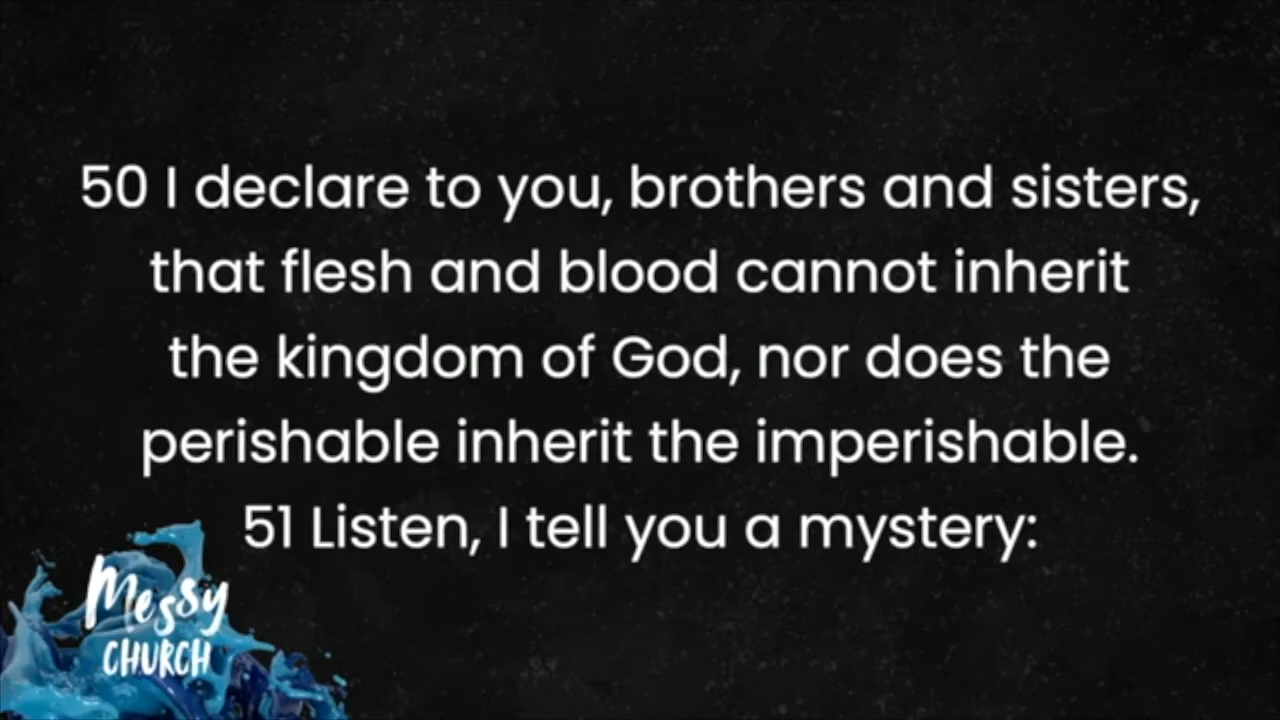 50 I declare to you, brothers and sisters,
that flesh and blood cannot inherit
the kingdom of God, nor does the
perishable inherit the imperishable.
51 Listen, I tell you a mystery:
Messy
CHURCH